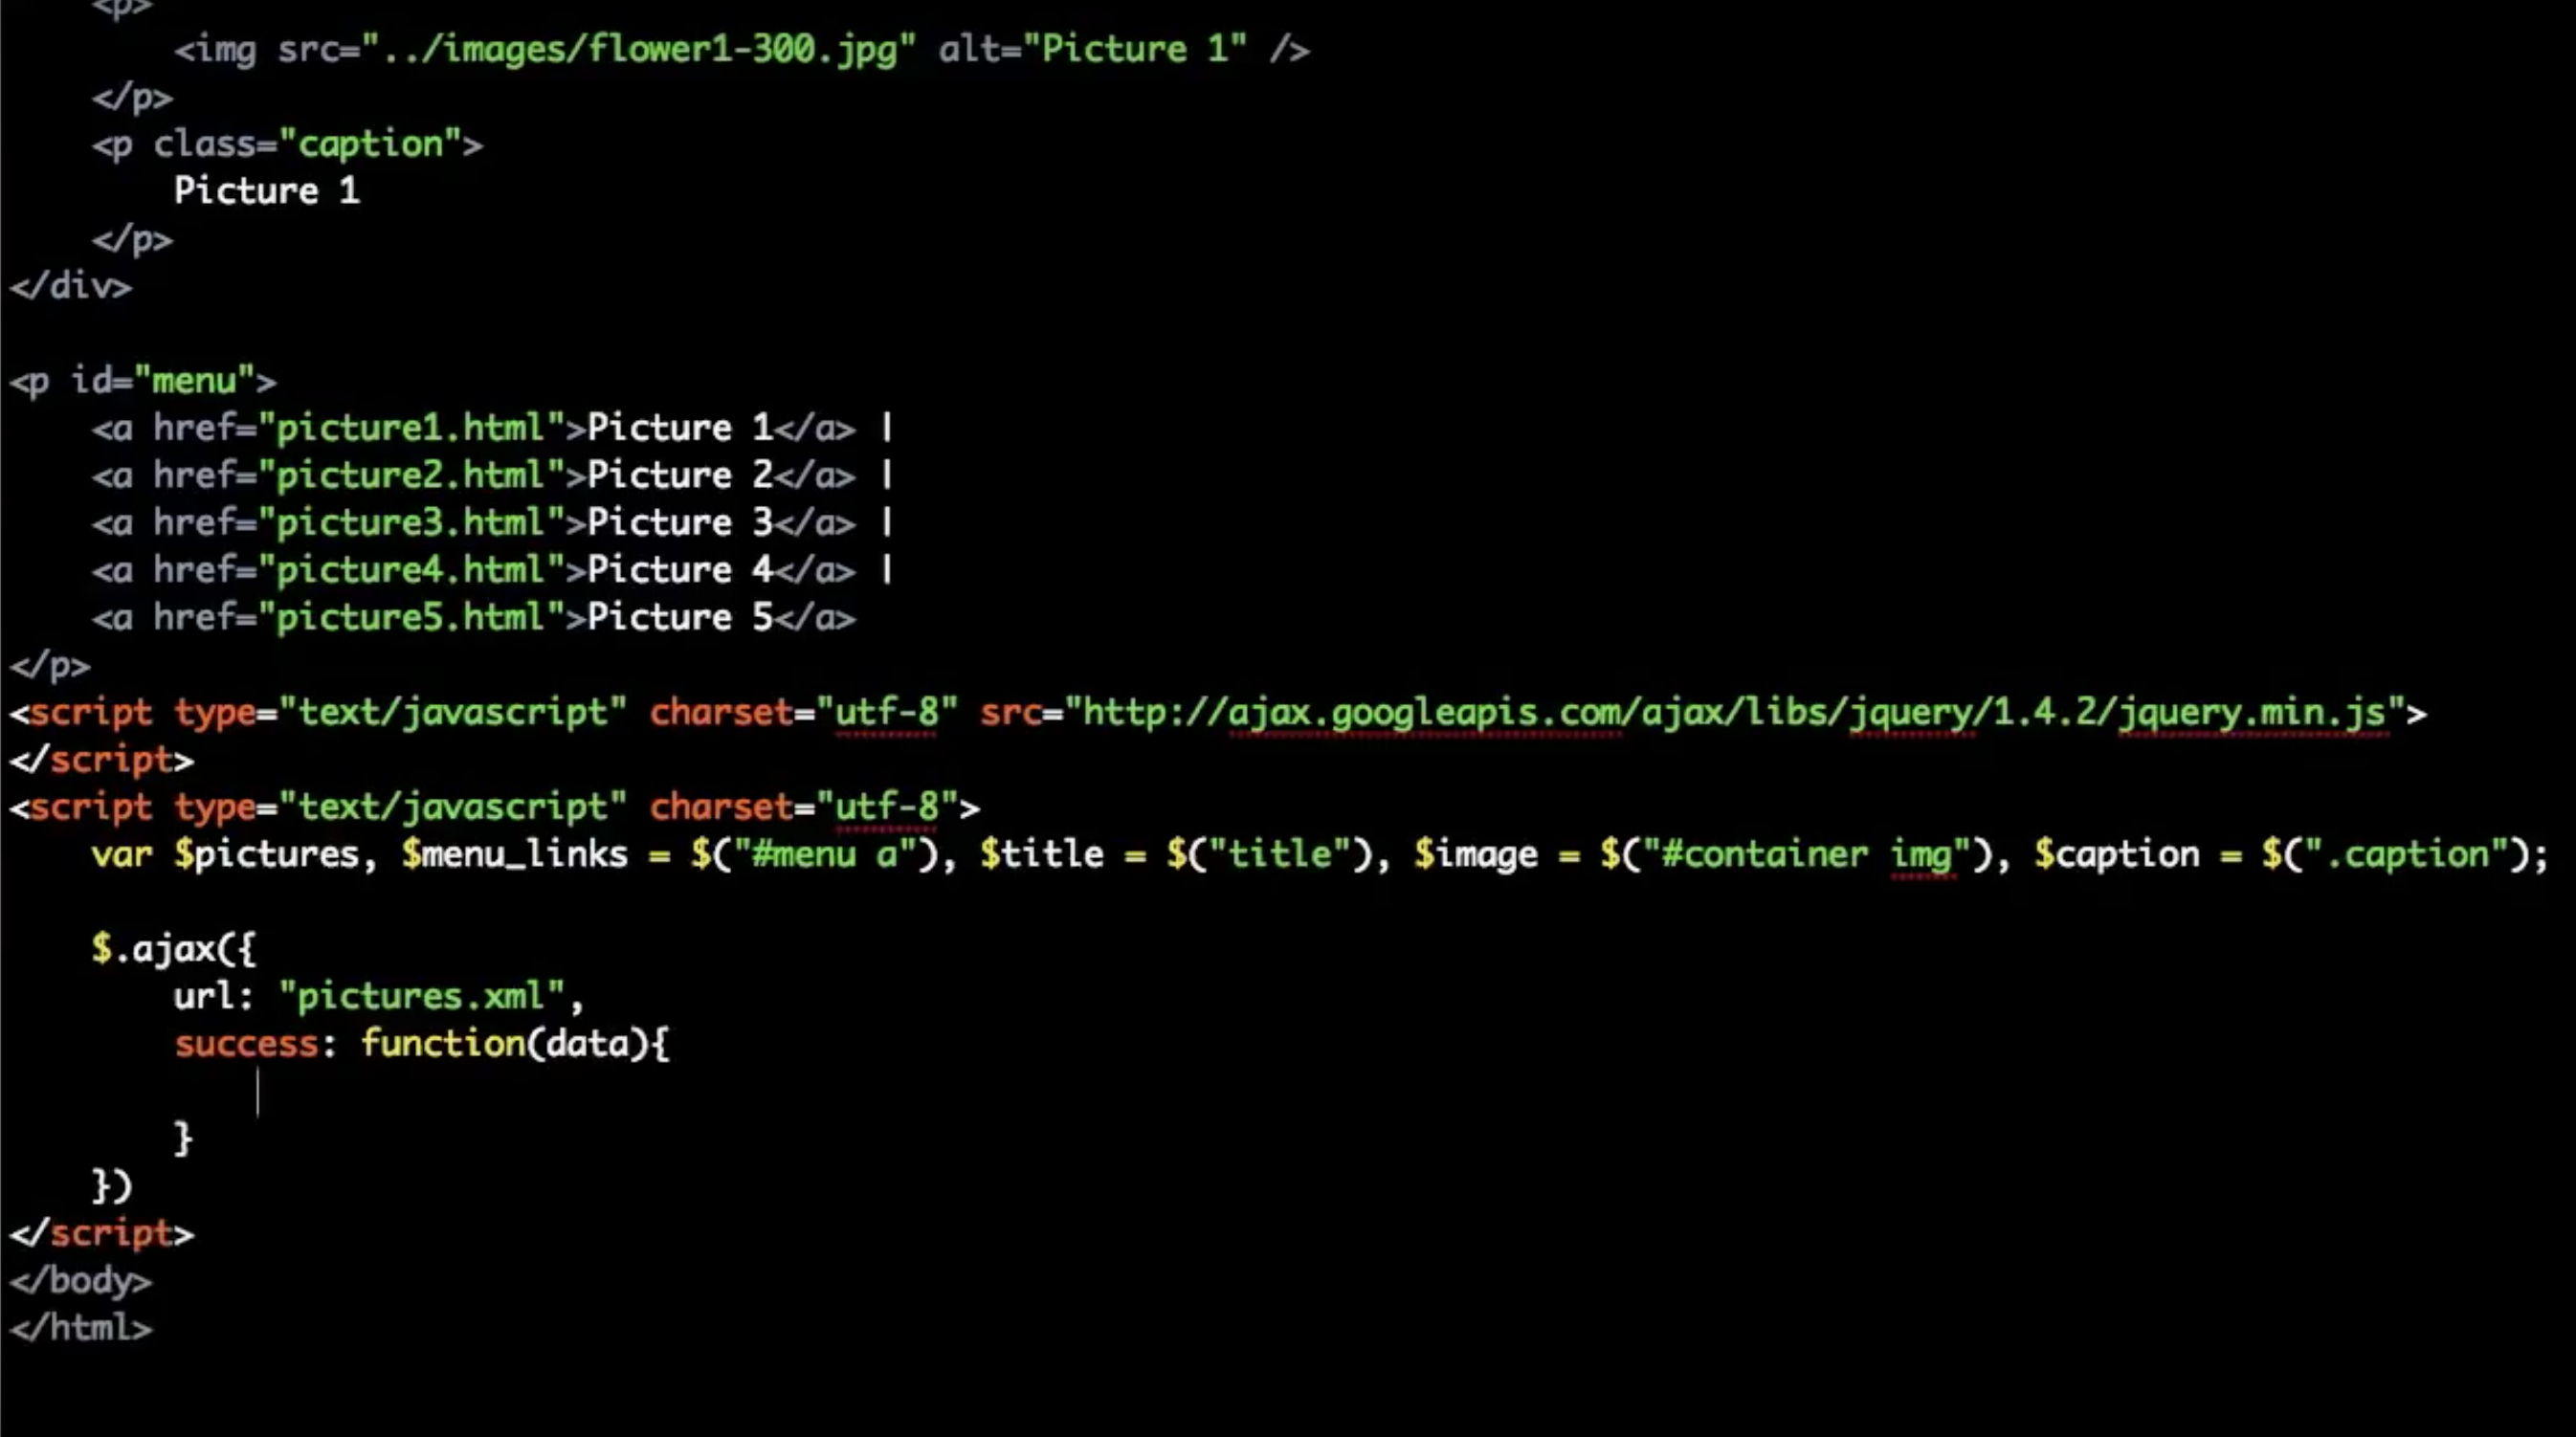 <p>
<img src="../images/flower1-300.jpg" alt="Picture 1" />
</p>
<p class="caption">
Picture 1
</p>
</div>
<p id="menu">
<a href="picture1.html">Picture 1</a> |
<a href="picture2.html">Picture 2</a> |
<a href="picture3.html">Picture 3</a> |
<a href="picture4.html">Picture 4</a> |
<a href="picture5.html">Picture 5</a>
</p>
<script type="text/javascript" charset="utf-8" src="http://ajax.googleapis.com/ajax/libs/jquery/1.4.2/jquery.min.js">
</script>
<script type="text/javascript" charset="utf-8">
var $pictures, $menu_links = $("#menu a"), $title = $("title"), $image = $("#container img"), $caption = $(".caption");
$.ajax({
url: "pictures.xml",
success: function(data){
}
})
</script>
</body>
</html>